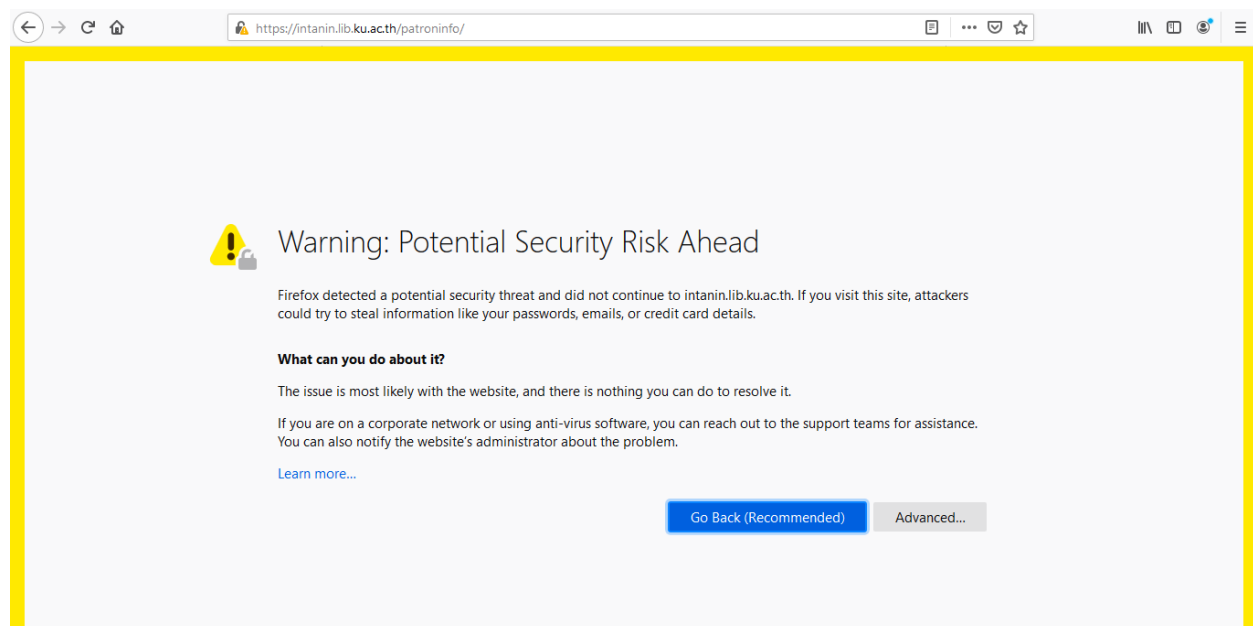 https://intanin.lib.ku.ac.th/patroninfo/
Warning: Potential Security Risk Ahead
Firefox detected a potential security threat and did not continue to intanin.lib.ku.ac.th. If you visit this site, attackers
could try to steal information like your passwords, emails, or credit card details.
What can you do about it?
The issue is most likely with the website, and there is nothing you can do to resolve it.
If you are on a corporate network or using anti-virus software, you can reach out to the support teams for assistance.
You can also notify the website's administrator about the problem.
Learn more...
Go Back (Recommended) Advanced...